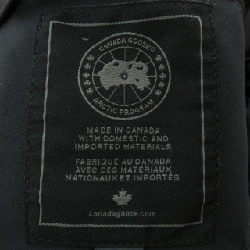 CANADA GOOSE
ARCTIC PROGRAM
MADE IN CANADA
WITH DOMESTIC AND
IMPORTED MATERIALS
FABRIQUÉ AU CANADA
AVEC DES MATÉRIAUX
NATIONAUX ET IMPORTÉS
canadagoose.com